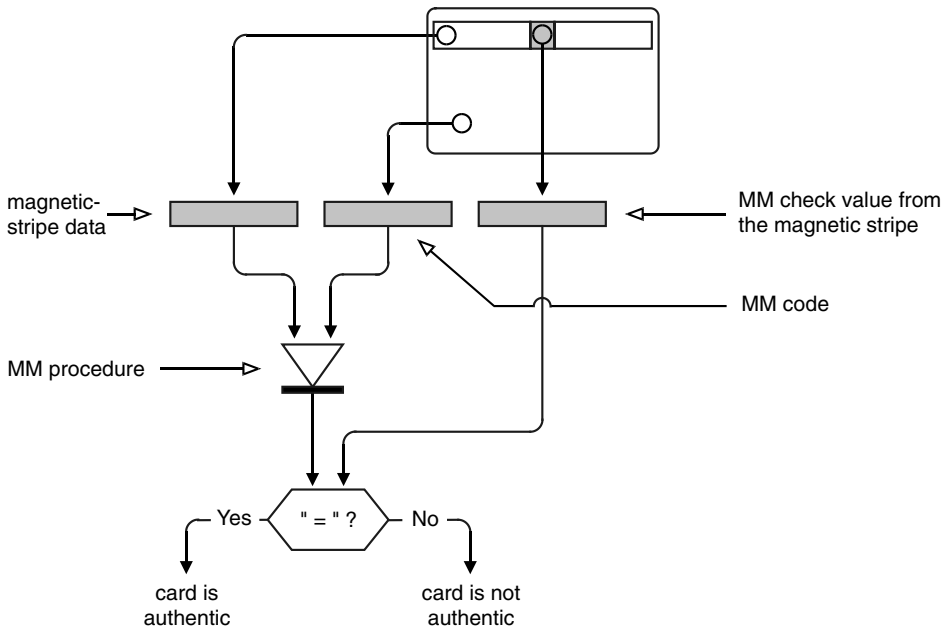 magnetic-
stripe data
MM check value from
the magnetic stripe
MM code
MM procedure
Yes
" = " ?
No
card is
authentic
card is not
authentic